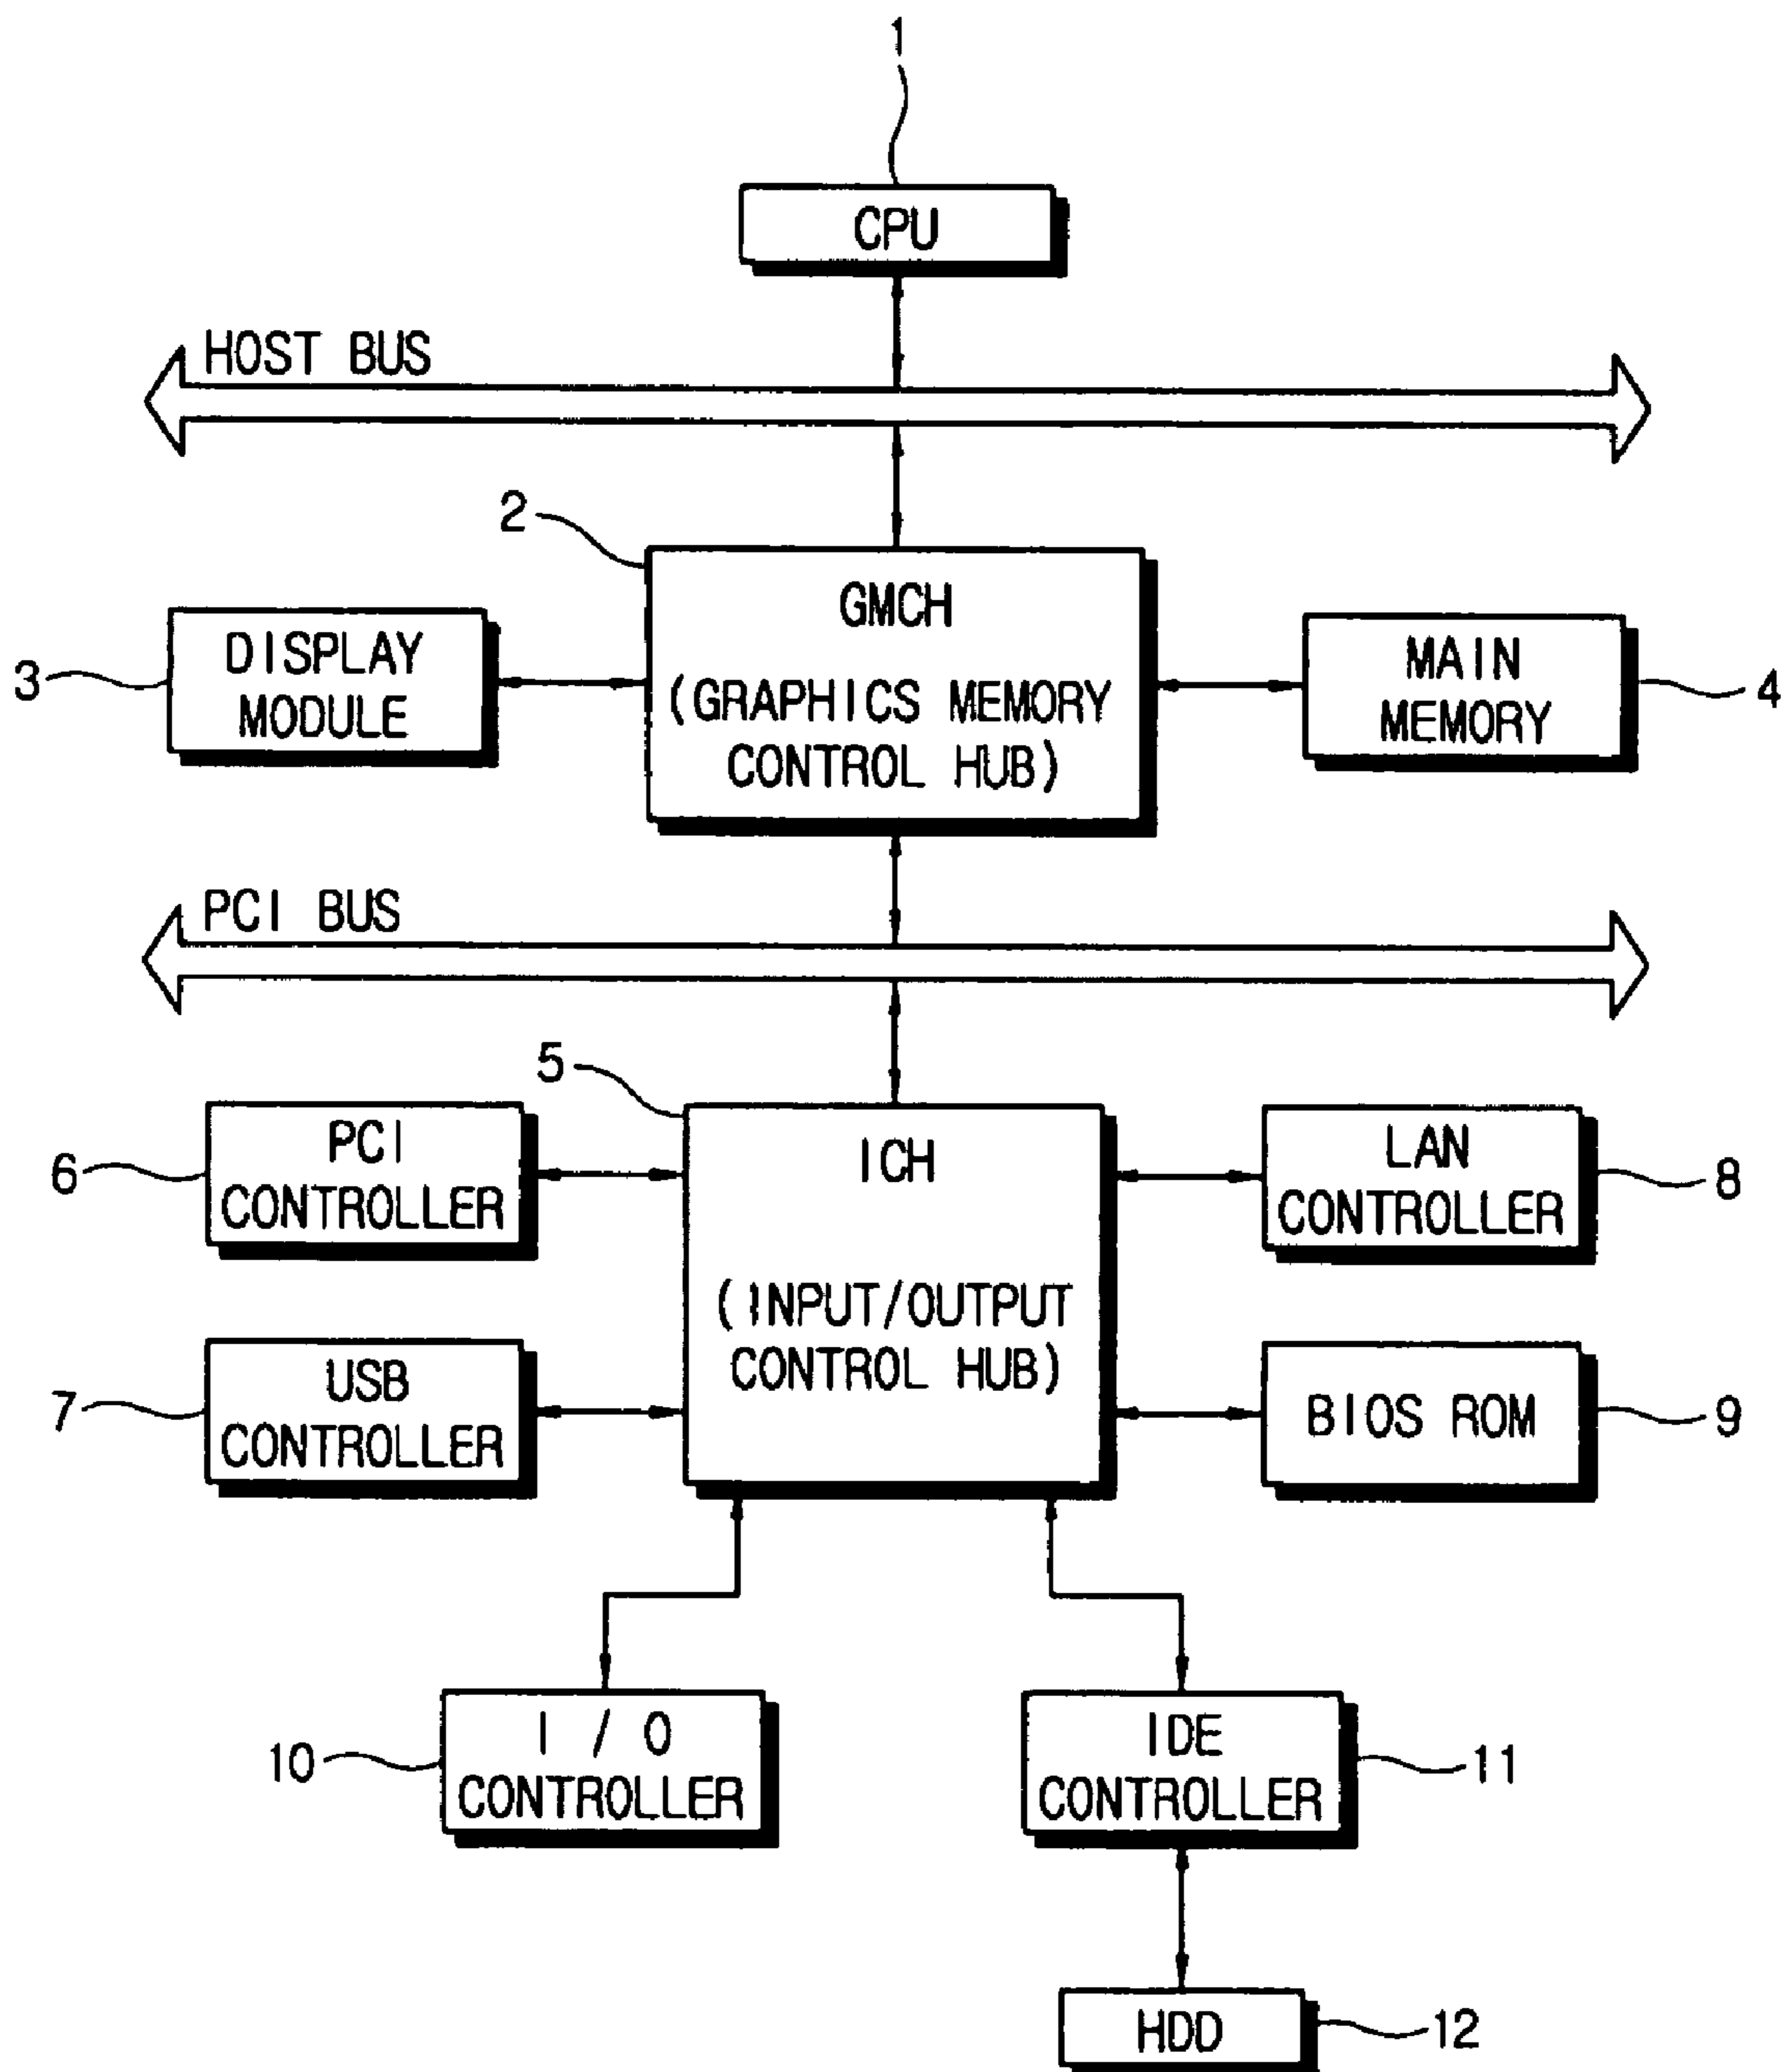 1
CPU
HOST BUS
2
GMCH
(GRAPHICS MEMORY
CONTROL HUB)
3
DISPLAY
MODULE
MAIN
MEMORY
4
PCI BUS
5
ICH
(INPUT/OUTPUT
CONTROL HUB)
6
PCI
CONTROLLER
LAN
CONTROLLER
8
7
USB
CONTROLLER
BIOS ROM
9
10
I / O
CONTROLLER
IDE
CONTROLLER
11
HDD
12